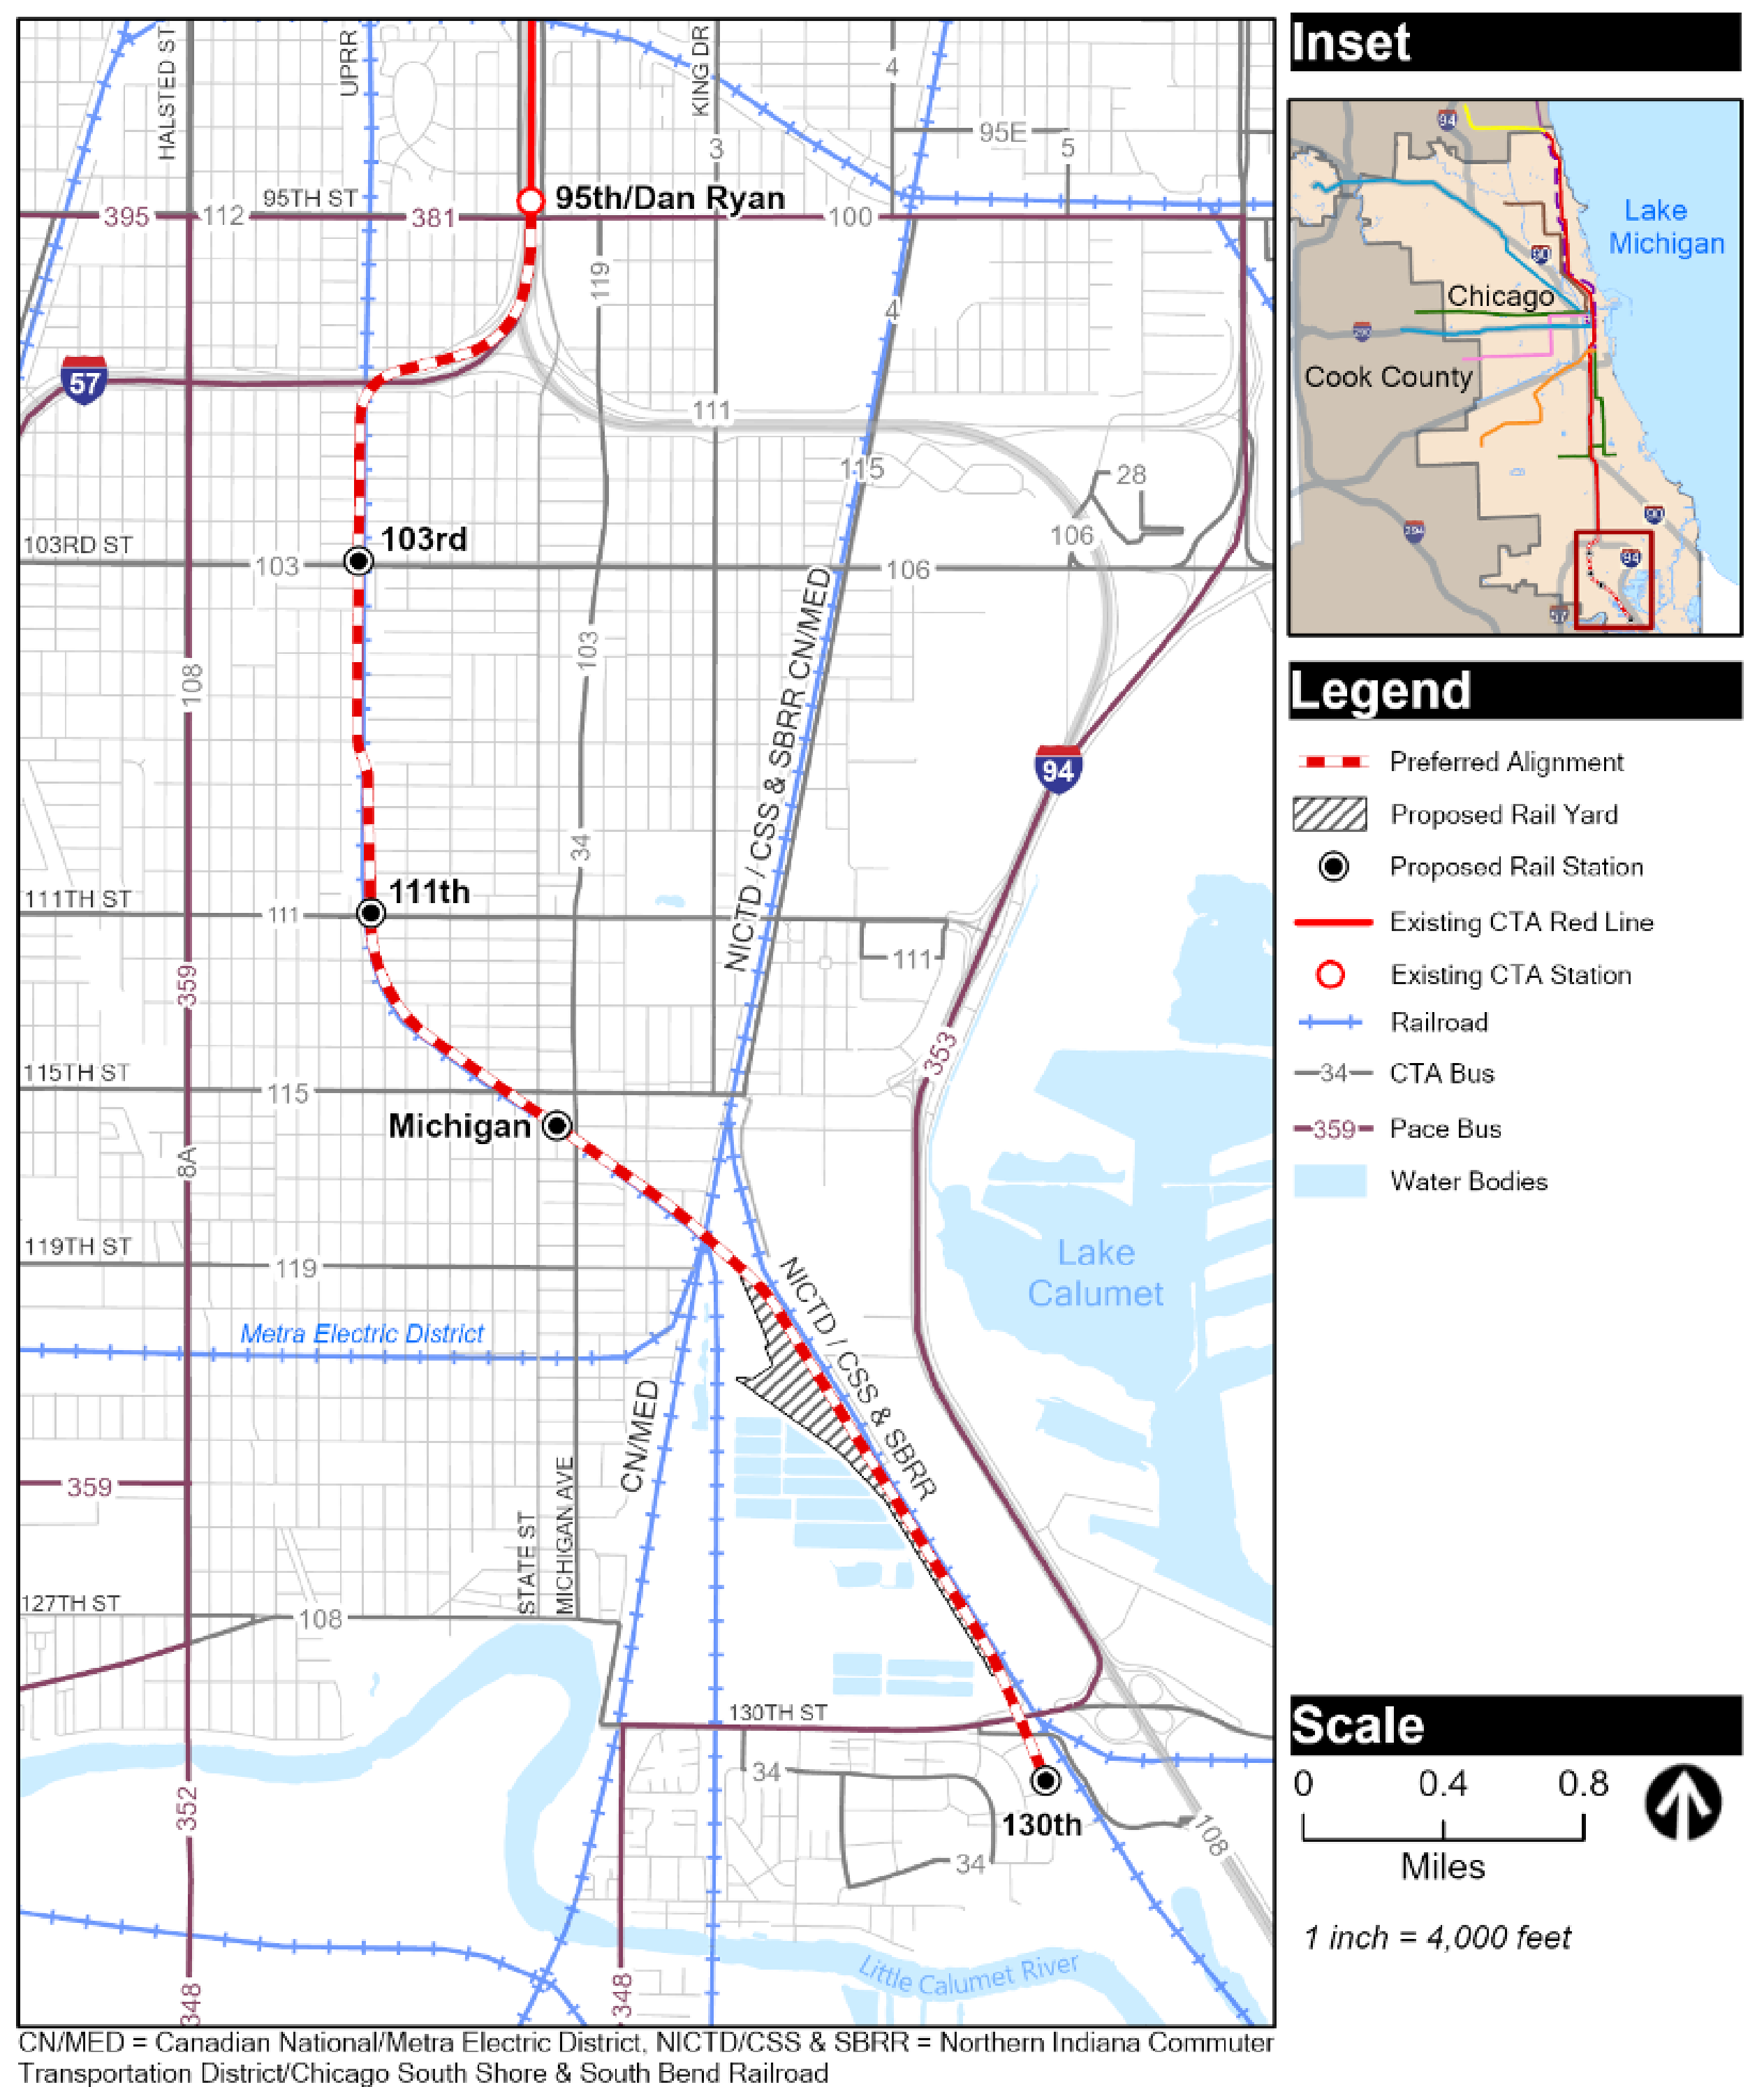 HALSTED ST
UPRR
KING DR
4
95E
5
3
95TH ST
95th/Dan Ryan
395
112
381
100
119
4
57
111
115
28
106
103RD ST
103rd
103
106
108
103
NICTD / CSS & SBRR CN/MED
94
34
111TH ST
111th
111
111
359
353
115TH ST
115
Michigan
8A
119TH ST
119
NICTD / CSS & SBRR
Lake
Calumet
Metra Electric District
CN/MED
359
STATE ST
MICHIGAN AVE
127TH ST
108
130TH ST
34
130th
352
108
34
348
348
Little Calumet River
CN/MED = Canadian National/Metra Electric District, NICTD/CSS & SBRR = Northern Indiana Commuter
Transportation District/Chicago South Shore & South Bend Railroad
Inset
94
Lake
Michigan
90
Chicago
290
Cook County
90
294
94
57
Legend
Preferred Alignment
Proposed Rail Yard
Proposed Rail Station
Existing CTA Red Line
Existing CTA Station
Railroad
34 CTA Bus
359 Pace Bus
Water Bodies
Scale
0 0.4 0.8
Miles
1 inch = 4,000 feet